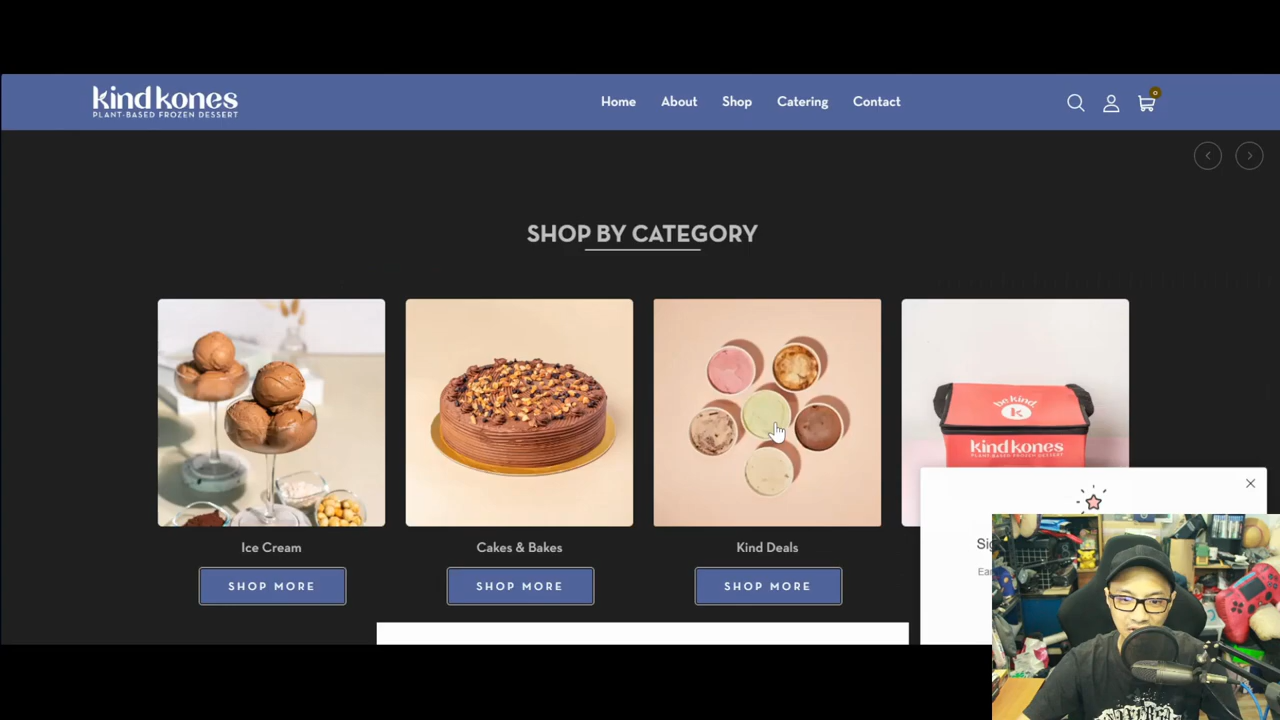 kind kones
PLANT-BASED FROZEN DESSERT
Home
About
Shop
Catering
Contact
0
SHOP BY CATEGORY
be kind
k
kind kones
PLANT-BASED FROZEN DESSERT
Ice Cream
Cakes & Bakes
Kind Deals
SHOP MORE
SHOP MORE
SHOP MORE